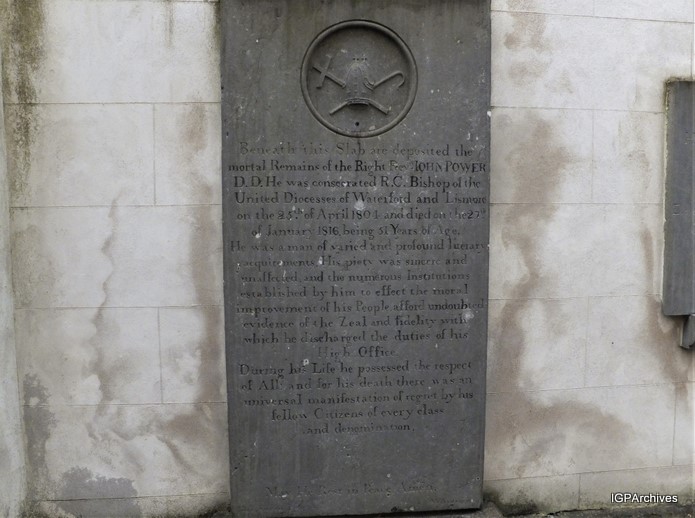 Beneath this Slab are deposited the
mortal Remains of the Right Rev. JOHN POWER
D.D. He was consecrated R.C. Bishop of the
United Dioceses of Waterford and Lismore
on the 25th of April 1804 and died on the 27th
of January 1816, being 51 Years of Age.
He was a man of varied and profound literary
acquirements. His piety was sincere and
unaffected, and the numerous Institutions
established by him to effect the moral
improvement of his People afford undoubted
evidence of the Zeal and fidelity with
which he discharged the duties of his
High Office
During his Life he possessed the respect
of All and for his death there was an
universal manifestation of regret by his
fellow Citizens of every class
and denomination.
May he Rest in Peace Amen
IGPArchives